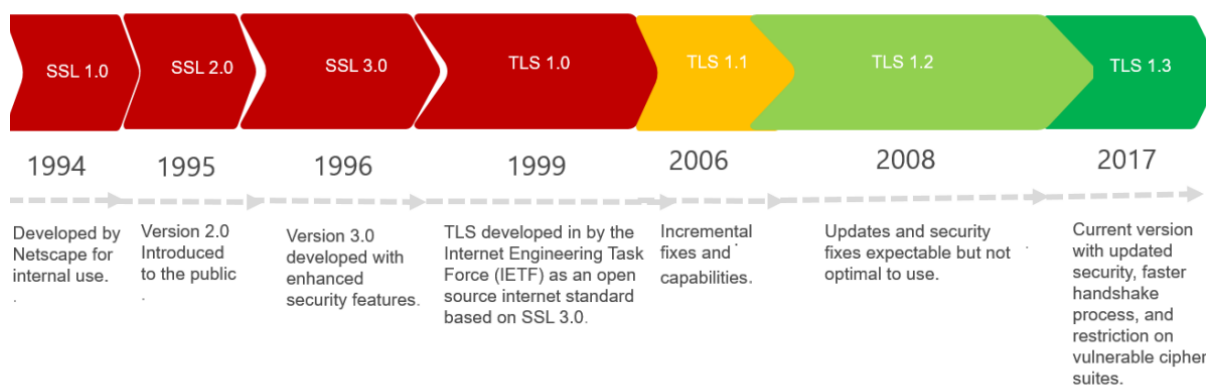 SSL 1.0
SSL 2.0
SSL 3.0
TLS 1.0
TLS 1.1
TLS 1.2
TLS 1.3
1994
1995
1996
1999
2006
2008
2017
Developed by
Netscape for
internal use.
.
Version 2.0
Introduced
to the public
.
Version 3.0
developed with
enhanced
security features.
TLS developed in by the
Internet Engineering Task
Force (IETF) as an open
source internet standard
based on SSL 3.0.
Incremental
fixes and
capabilities.
Updates and security
fixes expectable but not
optimal to use.
Current version
with updated
security, faster
handshake
process, and
restriction on
vulnerable cipher
suites.